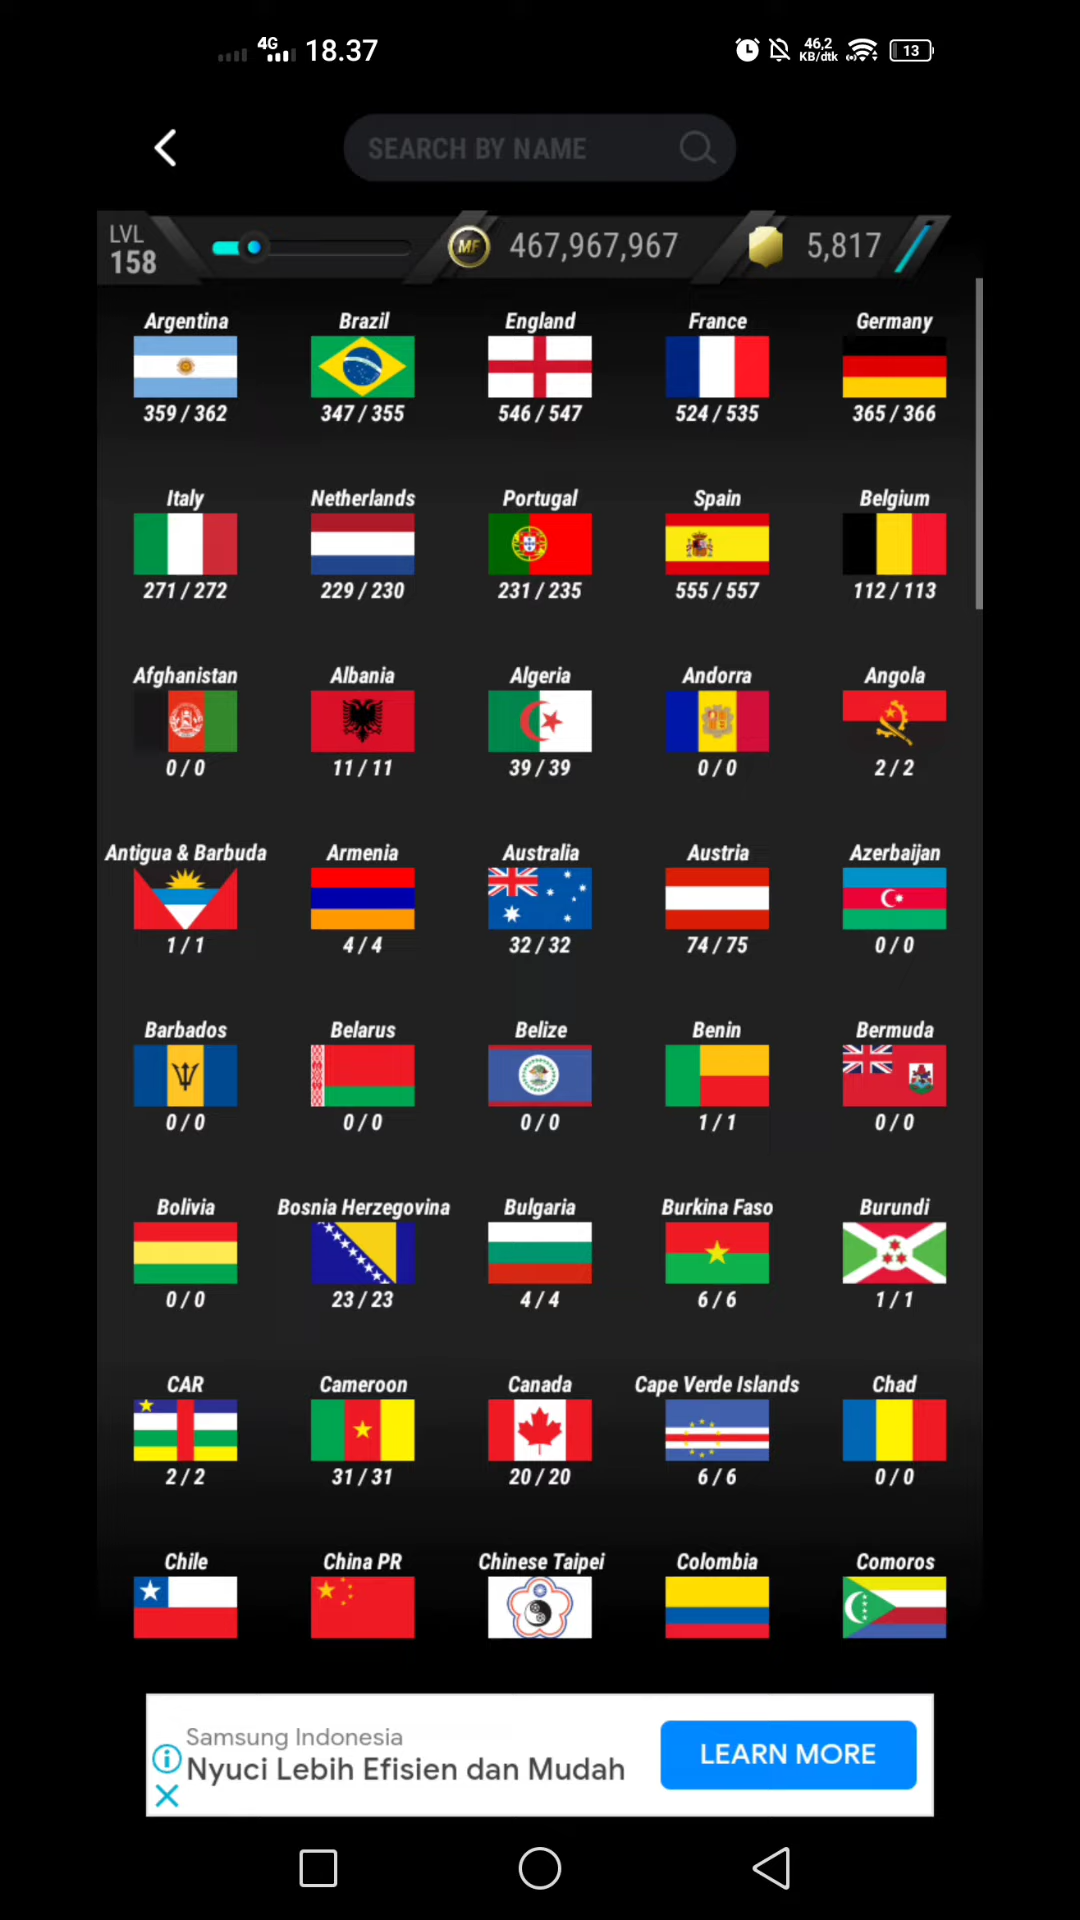 4G 18.37 46,2 KB/dtk 13
SEARCH BY NAME
LVL 158 MF 467,967,967 5,817
Argentina Brazil England France Germany
359 / 362 347 / 355 546 / 547 524 / 535 365 / 366
Italy Netherlands Portugal Spain Belgium
271 / 272 229 / 230 231 / 235 555 / 557 112 / 113
Afghanistan Albania Algeria Andorra Angola
0 / 0 11 / 11 39 / 39 0 / 0 2 / 2
Antigua & Barbuda Armenia Australia Austria Azerbaijan
1 / 1 4 / 4 32 / 32 74 / 75 0 / 0
Barbados Belarus Belize Benin Bermuda
0 / 0 0 / 0 0 / 0 1 / 1 0 / 0
Bolivia Bosnia Herzegovina Bulgaria Burkina Faso Burundi
0 / 0 23 / 23 4 / 4 6 / 6 1 / 1
CAR Cameroon Canada Cape Verde Islands Chad
2 / 2 31 / 31 20 / 20 6 / 6 0 / 0
Chile China PR Chinese Taipei Colombia Comoros
Samsung Indonesia
Nyuci Lebih Efisien dan Mudah
LEARN MORE